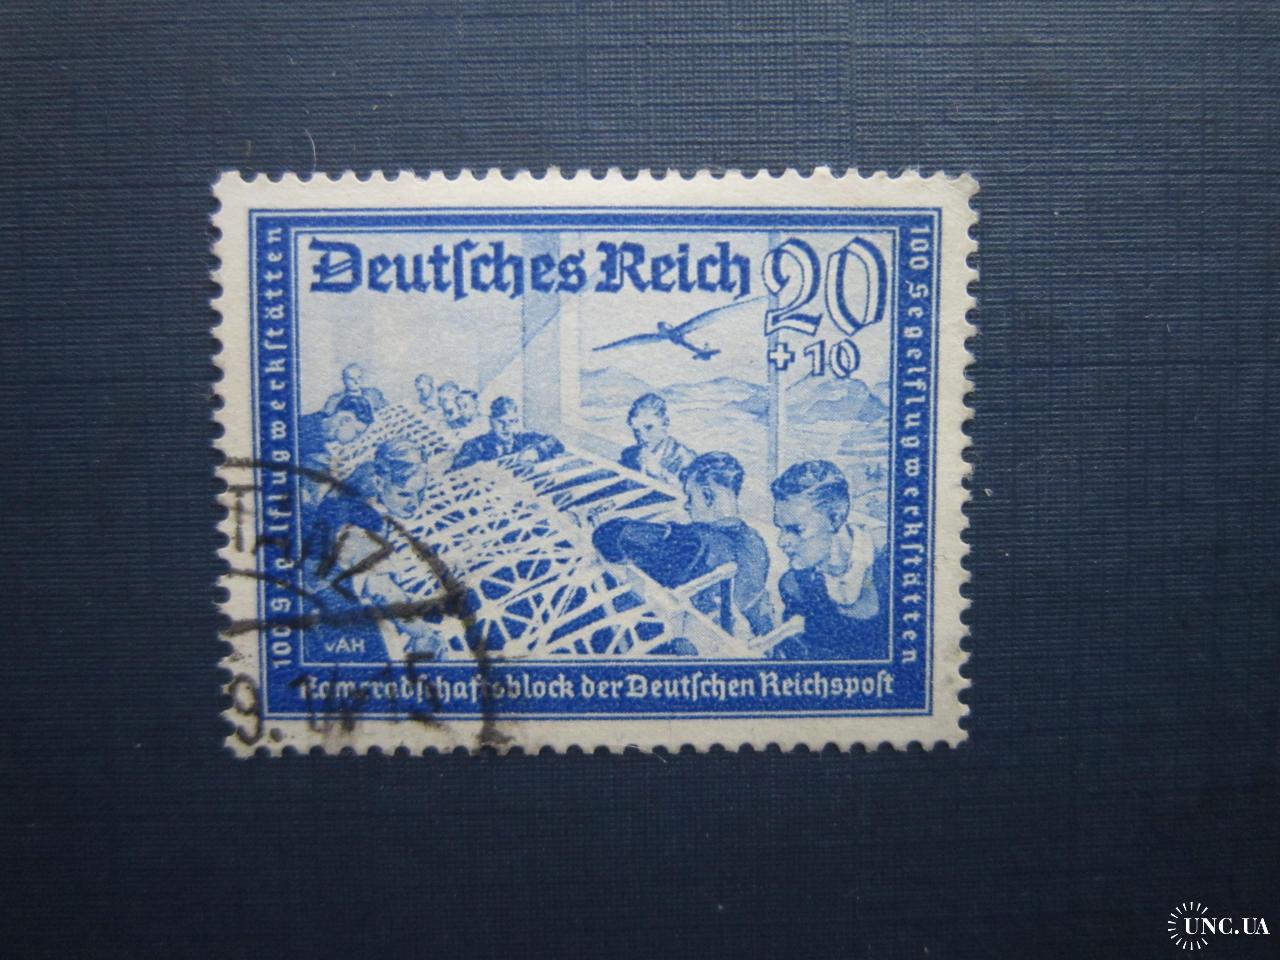 Deutsches Reich
20
+10
100 Segelflugwerkstätten
100 Segelflugwerkstätten
vAH
Kameradschaftsblock der Deutschen Reichspost
UNC.UA